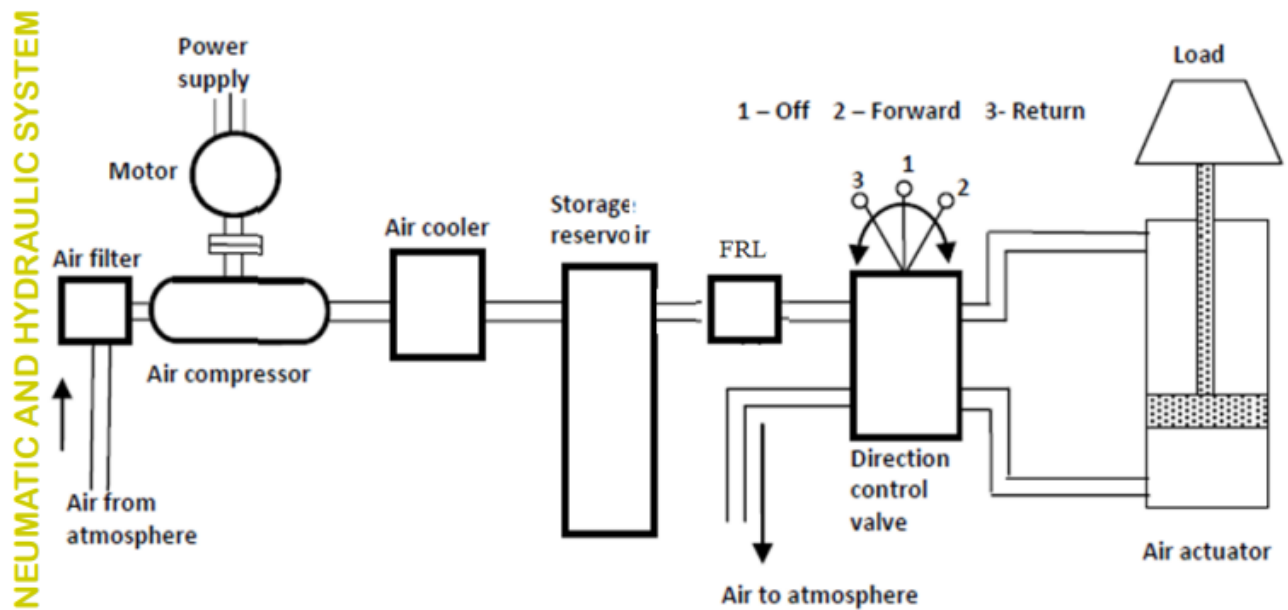 NEUMATIC AND HYDRAULIC SYSTEM
Power
supply
Load
1 – Off 2 – Forward 3- Return
Motor
1
3
2
Storage
reservoir
Air cooler
FRL
Air filter
Air compressor
Direction
control
valve
Air from
atmosphere
Air actuator
Air to atmosphere